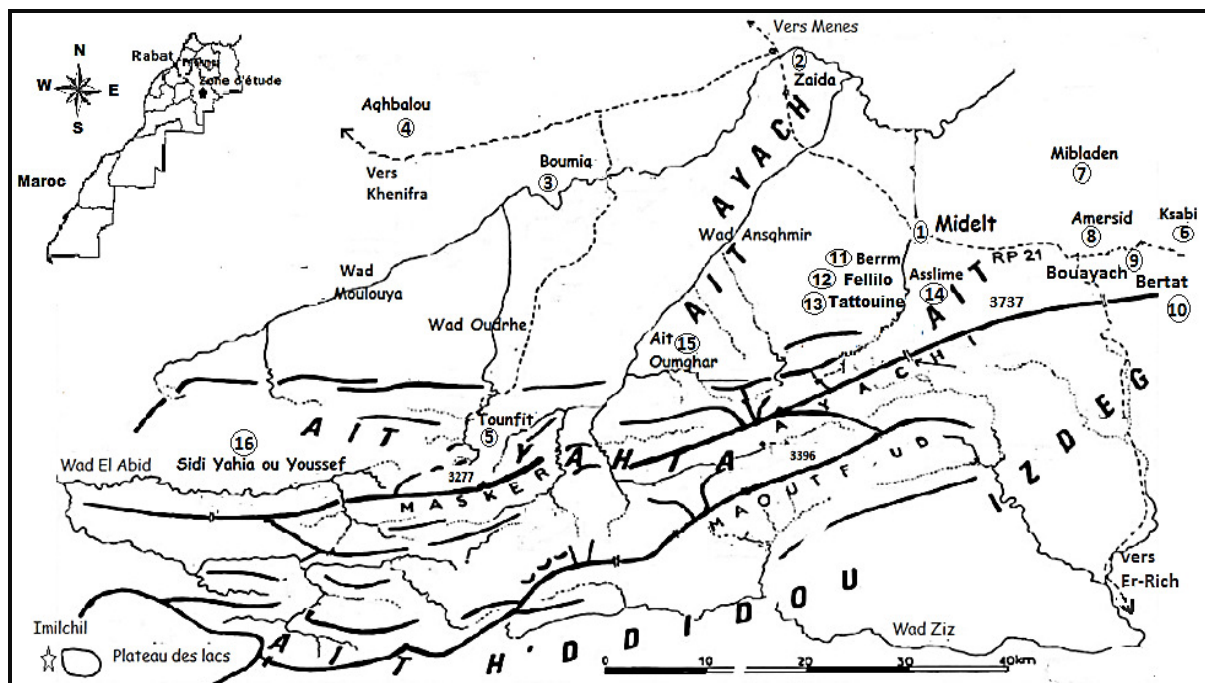 Vers Menes
N
Rabat
Zone d'étude
W
E
S
2
Zaida
Aghbalou
4
Vers
Khenifra
Boumia
3
Mibladen
7
AIT AYACH
Maroc
Wad Ansghmir
1 Midelt
Amersid
8
Ksabi
6
RP 21
9
Bouayach
Bertat
10
11 Berrm
12 Fellilo
13 Tattouine
Asslime
14
Wad
Moulouya
Wad Oudrhe
3737
Ait 15
Oumghar
AIT IZDEG
AYACHI
Tounfit
5
16
Sidi Yahia ou Youssef
AIT YAHIA
Wad El Abid
3277
MASKER
3396
MAOUTFOUD
vers
Er-Rich
Imilchil
Plateau des lacs
AIT H'DDIDOU
Wad Ziz
0 10 20 30 40km